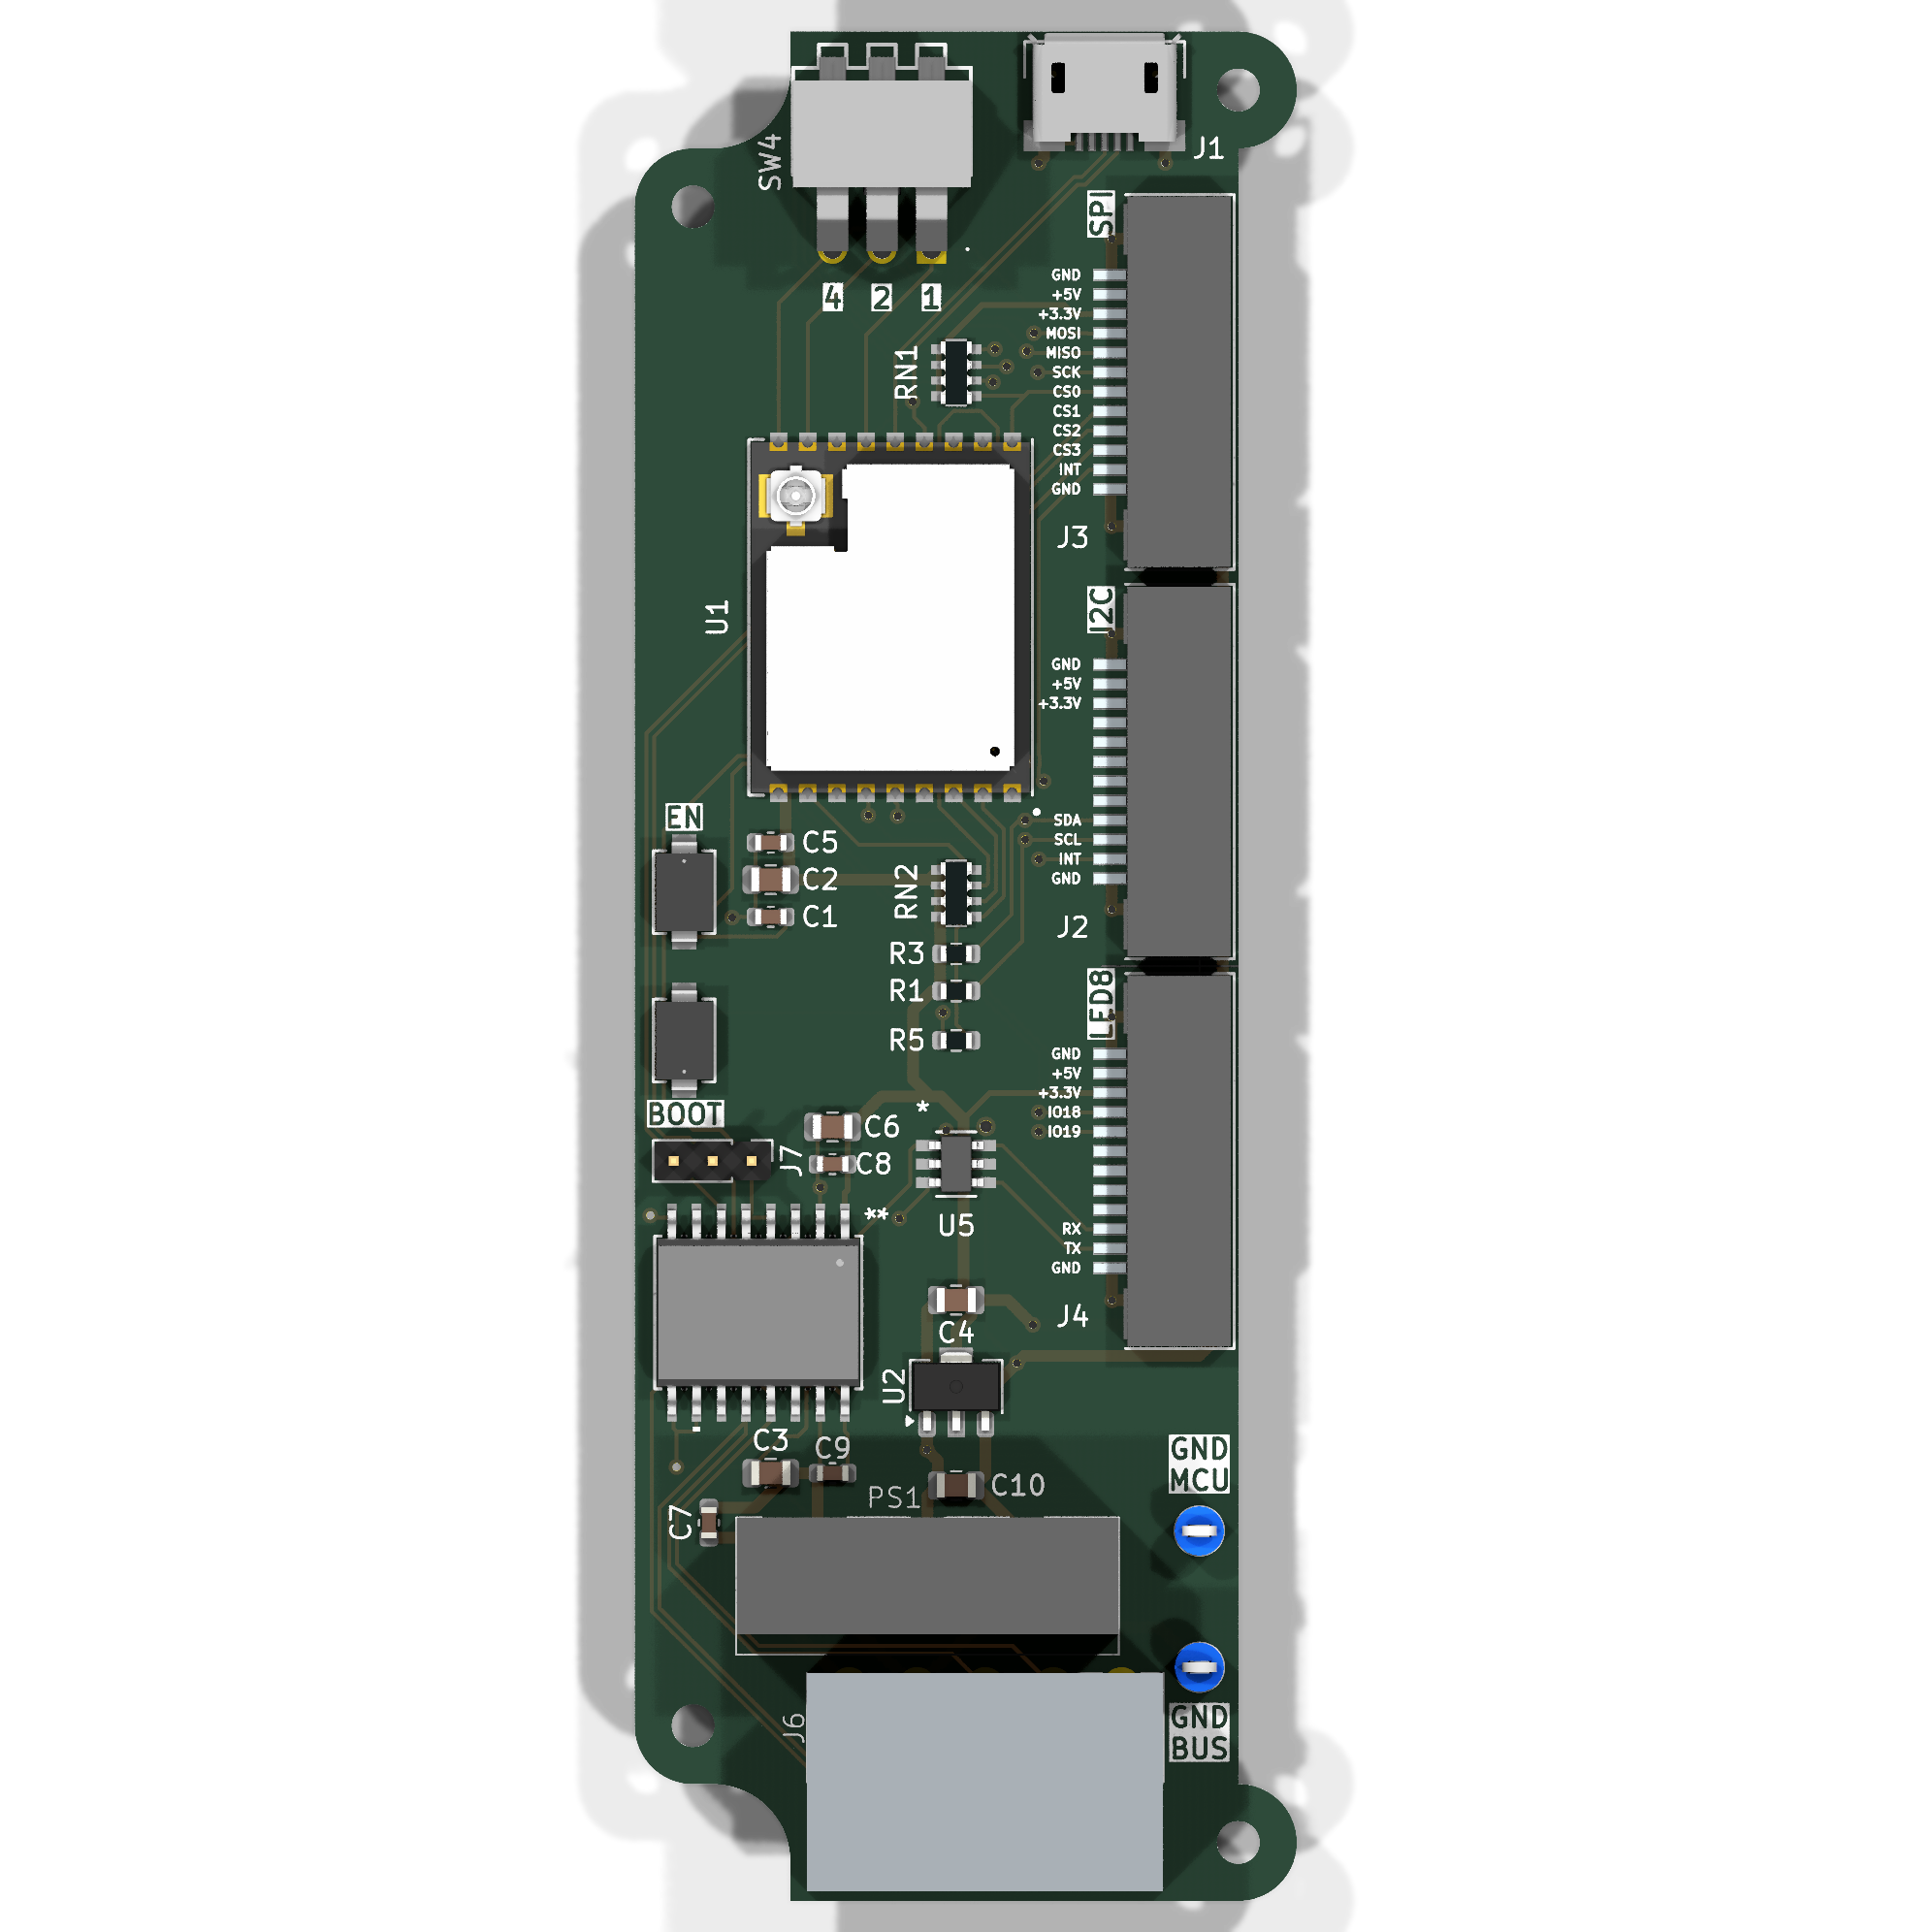 J1
SW4
SPI
4 2 1
GND
+5V
+3.3V
MOSI
MISO
SCK
CS0
CS1
CS2
CS3
INT
GND
RN1
J3
U1
I2C
GND
+5V
+3.3V
SDA
SCL
INT
GND
J2
EN
C5
C2
C1
RN2
R3
R1
R5
LED8
GND
+5V
+3.3V
IO18
IO19
RX
TX
GND
J4
BOOT
*
C6
C8
J7
**
U5
C4
U2
C3
C9
C10
PS1
C7
GND
MCU
J6
GND
BUS